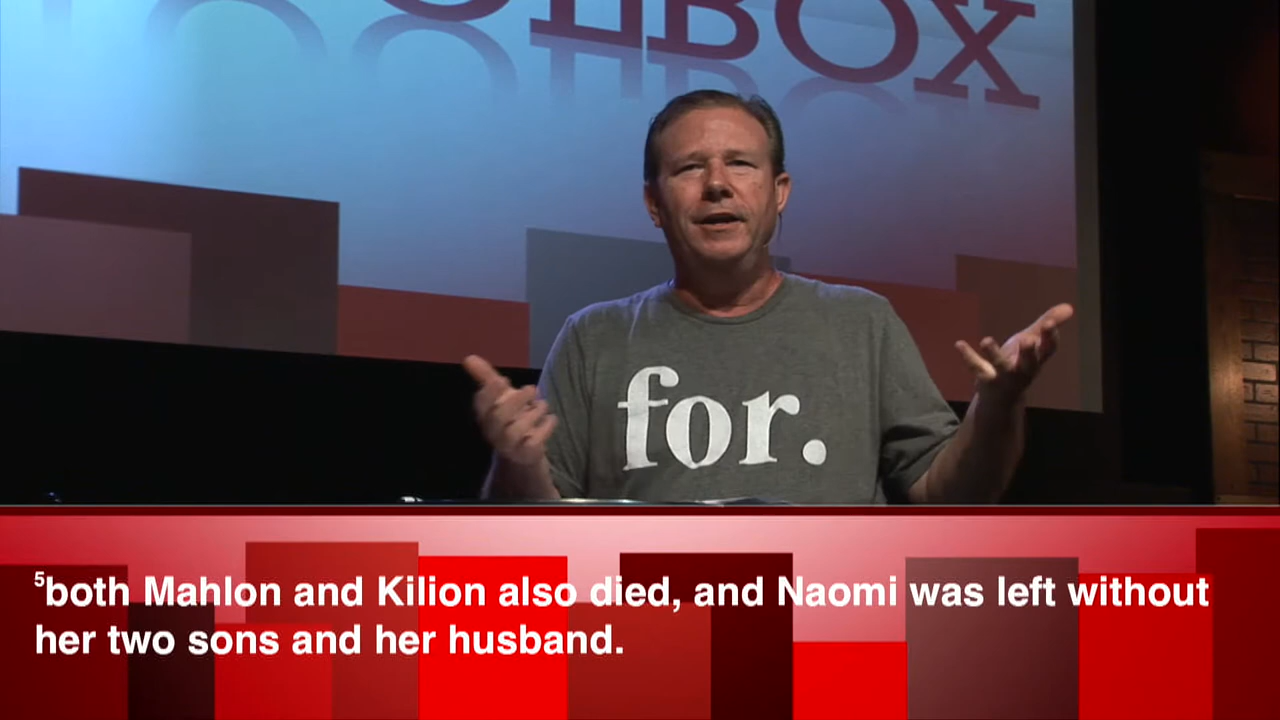 for.
⁵both Mahlon and Kilion also died, and Naomi was left without
her two sons and her husband.